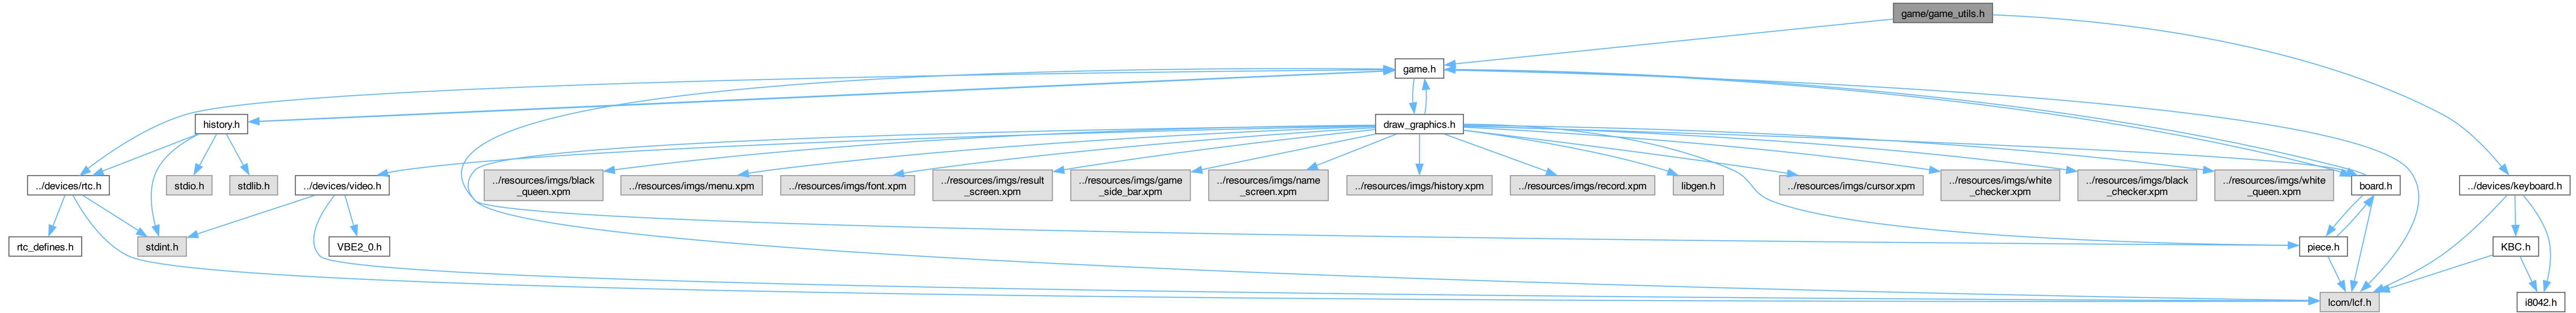 game/game_utils.h
game.h
history.h
draw_graphics.h
../devices/rtc.h
stdio.h
stdlib.h
../devices/video.h
../resources/imgs/black
_queen.xpm
../resources/imgs/menu.xpm
../resources/imgs/font.xpm
../resources/imgs/result
_screen.xpm
../resources/imgs/game
_side_bar.xpm
../resources/imgs/name
_screen.xpm
../resources/imgs/history.xpm
../resources/imgs/record.xpm
libgen.h
../resources/imgs/cursor.xpm
../resources/imgs/white
_checker.xpm
../resources/imgs/black
_checker.xpm
../resources/imgs/white
_queen.xpm
board.h
../devices/keyboard.h
rtc_defines.h
stdint.h
VBE2_0.h
piece.h
KBC.h
lcom/lcf.h
i8042.h